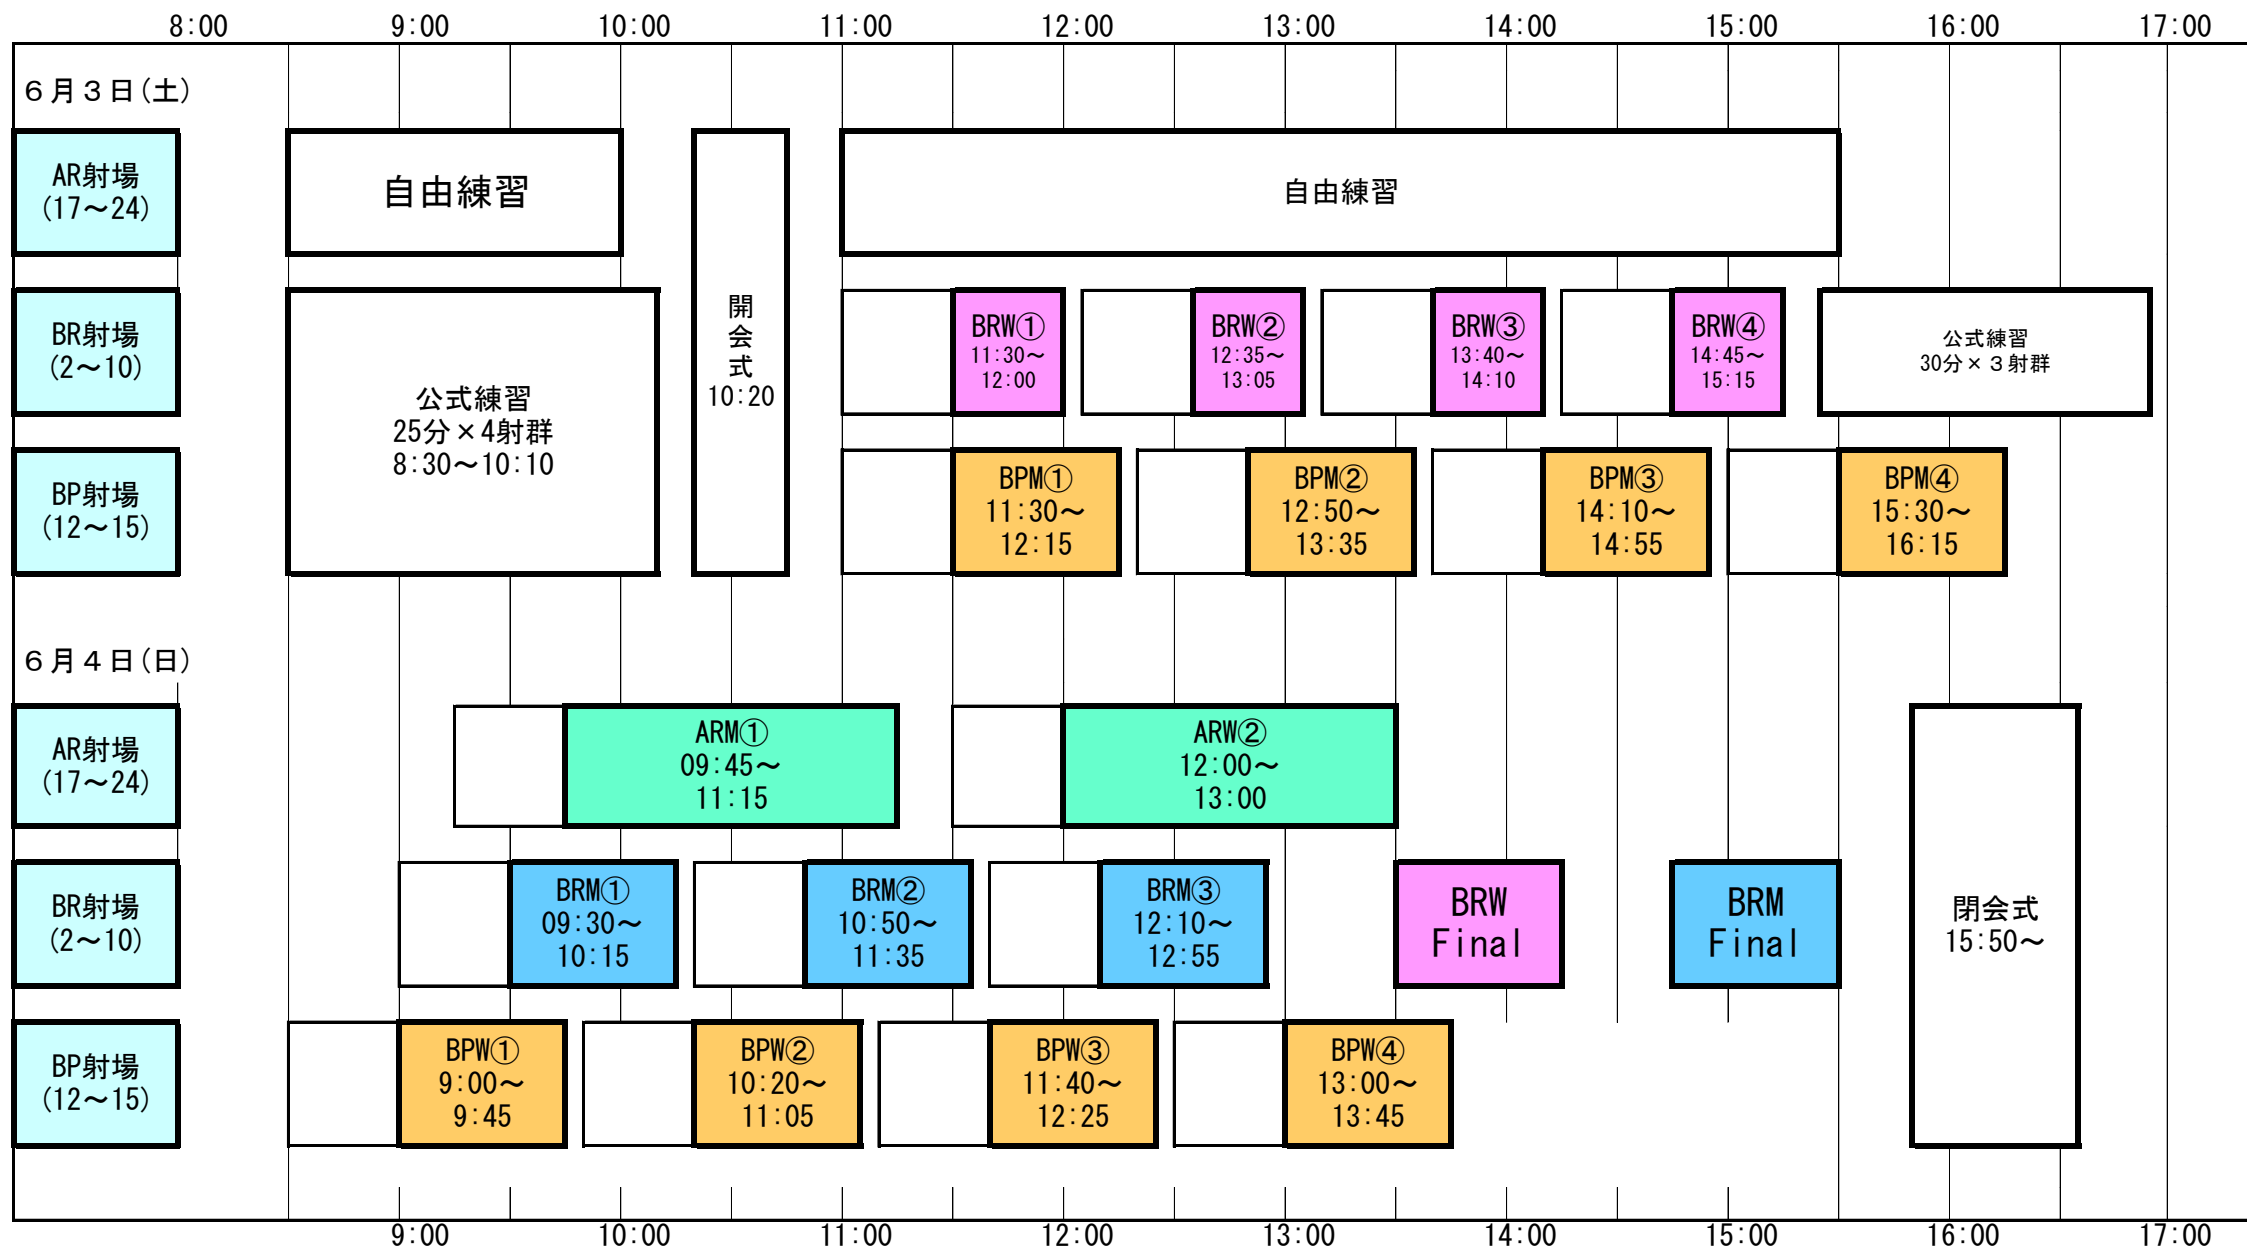 8:00 9:00 10:00 11:00 12:00 13:00 14:00 15:00 16:00 17:00
６月３日(土)
AR射場
(17～24)
自由練習
自由練習
開
会
式
10:20
BR射場
(2～10)
公式練習
25分×4射群
8:30～10:10
BRW①
11:30～
12:00
BRW②
12:35～
13:05
BRW③
13:40～
14:10
BRW④
14:45～
15:15
公式練習
30分×３射群
BP射場
(12～15)
BPM①
11:30～
12:15
BPM②
12:50～
13:35
BPM③
14:10～
14:55
BPM④
15:30～
16:15
６月４日(日)
AR射場
(17～24)
ARM①
09:45～
11:15
ARW②
12:00～
13:00
BR射場
(2～10)
BRM①
09:30～
10:15
BRM②
10:50～
11:35
BRM③
12:10～
12:55
BRW
Final
BRM
Final
閉会式
15:50～
BP射場
(12～15)
BPW①
9:00～
9:45
BPW②
10:20～
11:05
BPW③
11:40～
12:25
BPW④
13:00～
13:45
9:00 10:00 11:00 12:00 13:00 14:00 15:00 16:00 17:00